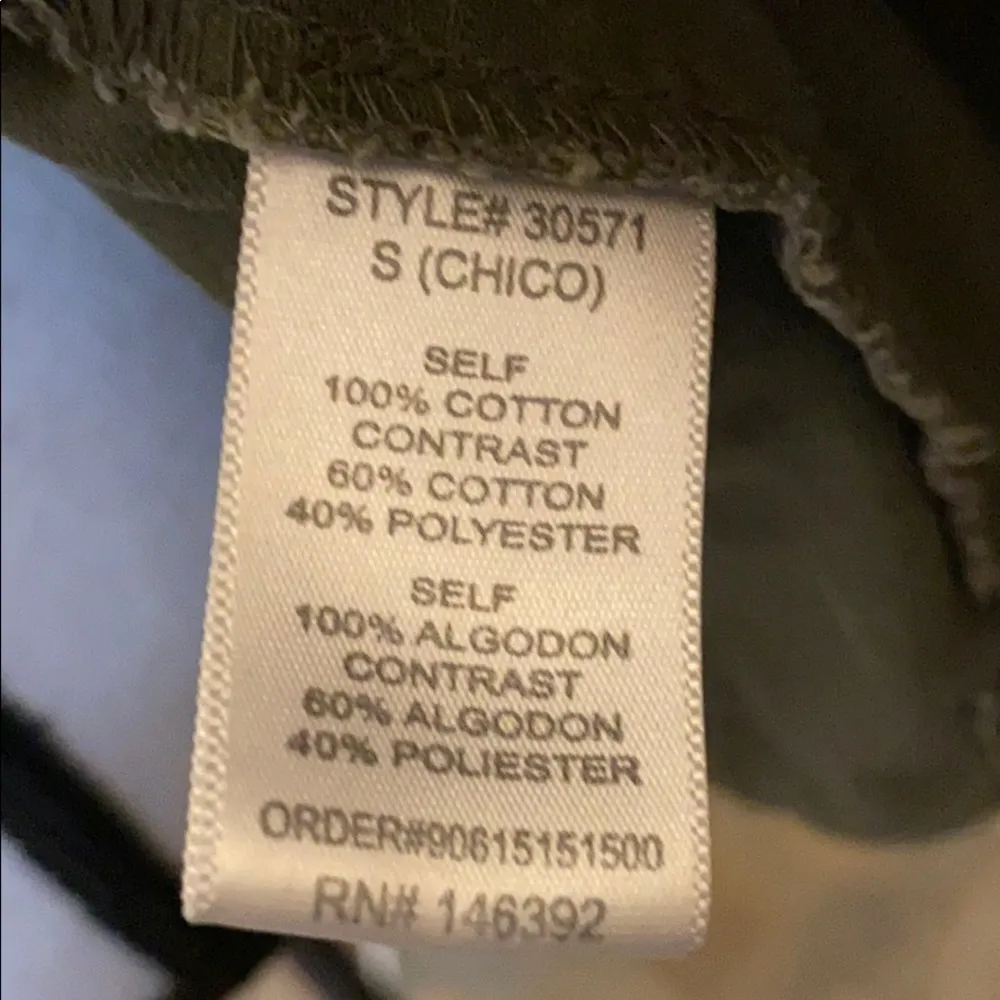 STYLE# 30571
S (CHICO)
SELF
100% COTTON
CONTRAST
60% COTTON
40% POLYESTER
SELF
100% ALGODON
CONTRAST
60% ALGODON
40% POLIESTER
ORDER#90615151500
RN# 146392